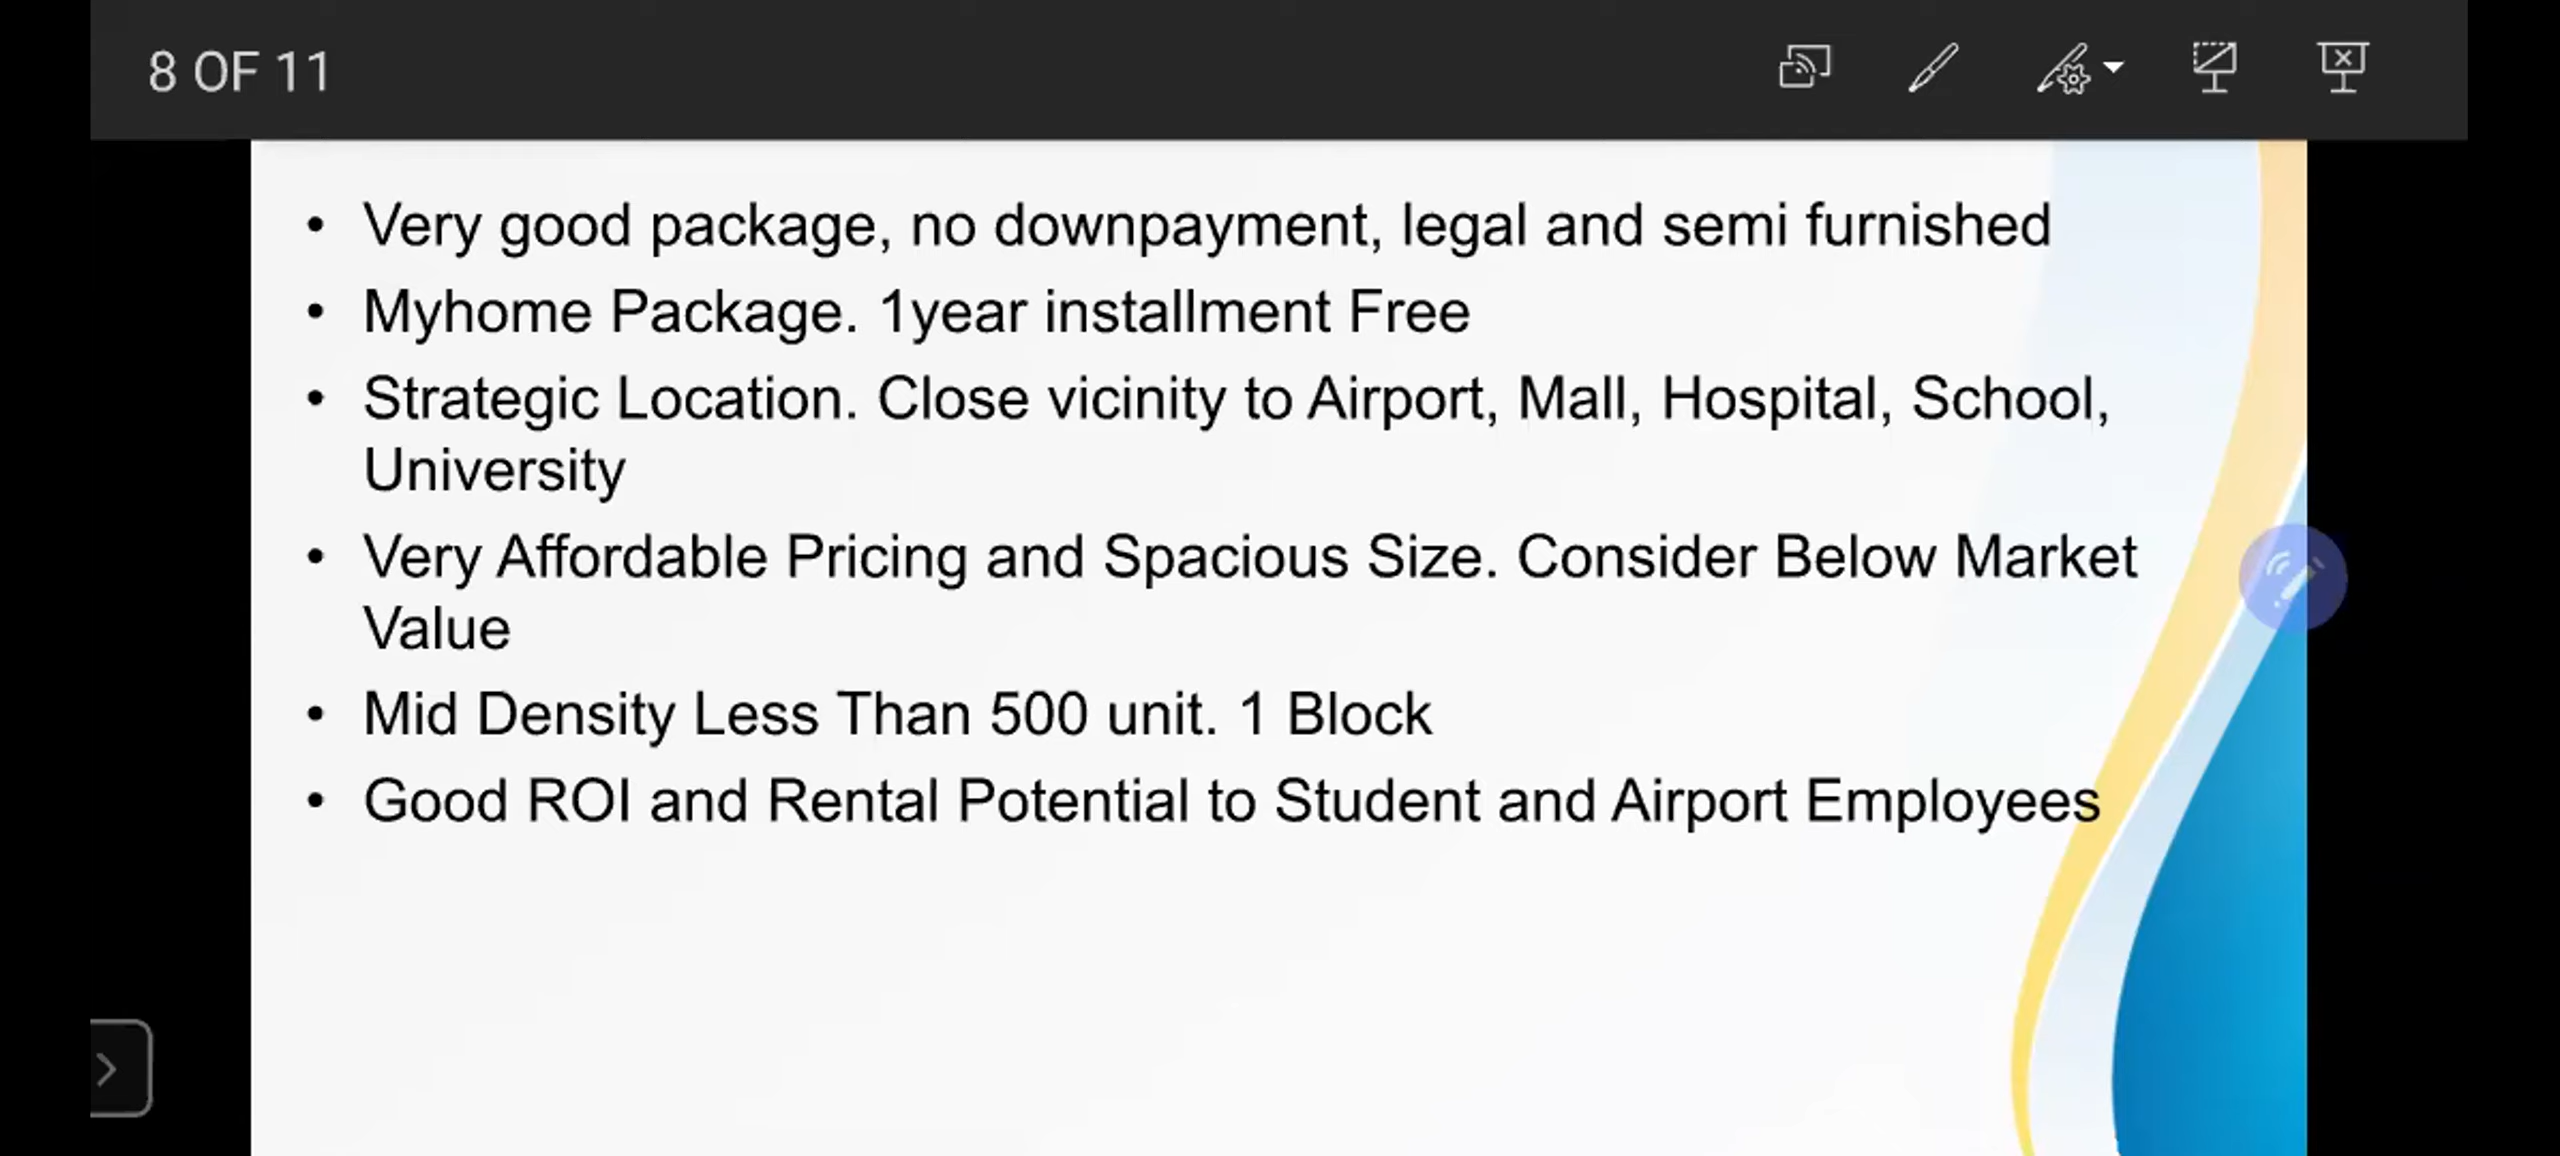 8 OF 11
• Very good package, no downpayment, legal and semi furnished
• Myhome Package. 1year installment Free
• Strategic Location. Close vicinity to Airport, Mall, Hospital, School,
University
• Very Affordable Pricing and Spacious Size. Consider Below Market
Value
• Mid Density Less Than 500 unit. 1 Block
• Good ROI and Rental Potential to Student and Airport Employees